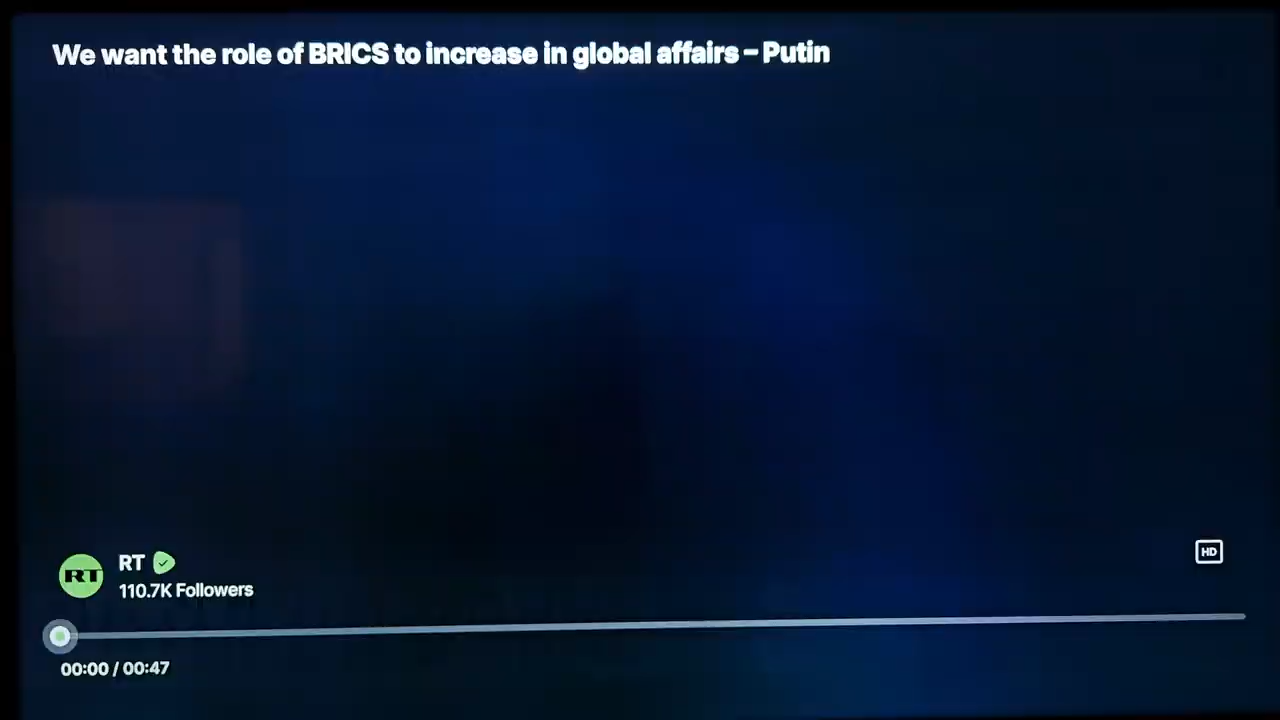 We want the role of BRICS to increase in global affairs – Putin
HD
RT
RT
110.7K Followers
00:00 / 00:47